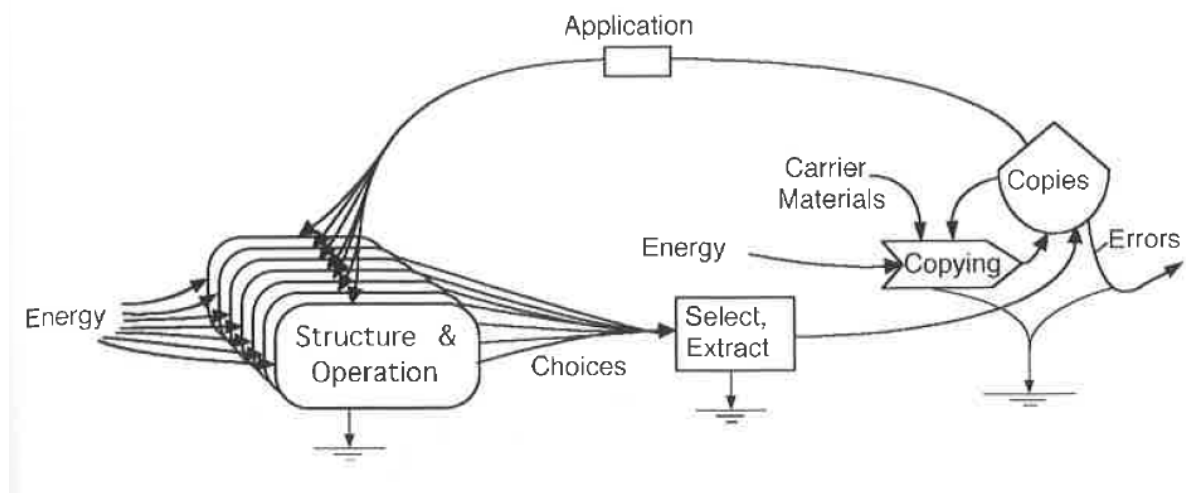 Application
Carrier
Materials
Copies
Energy
Copying
Errors
Energy
Structure &
Operation
Choices
Select,
Extract